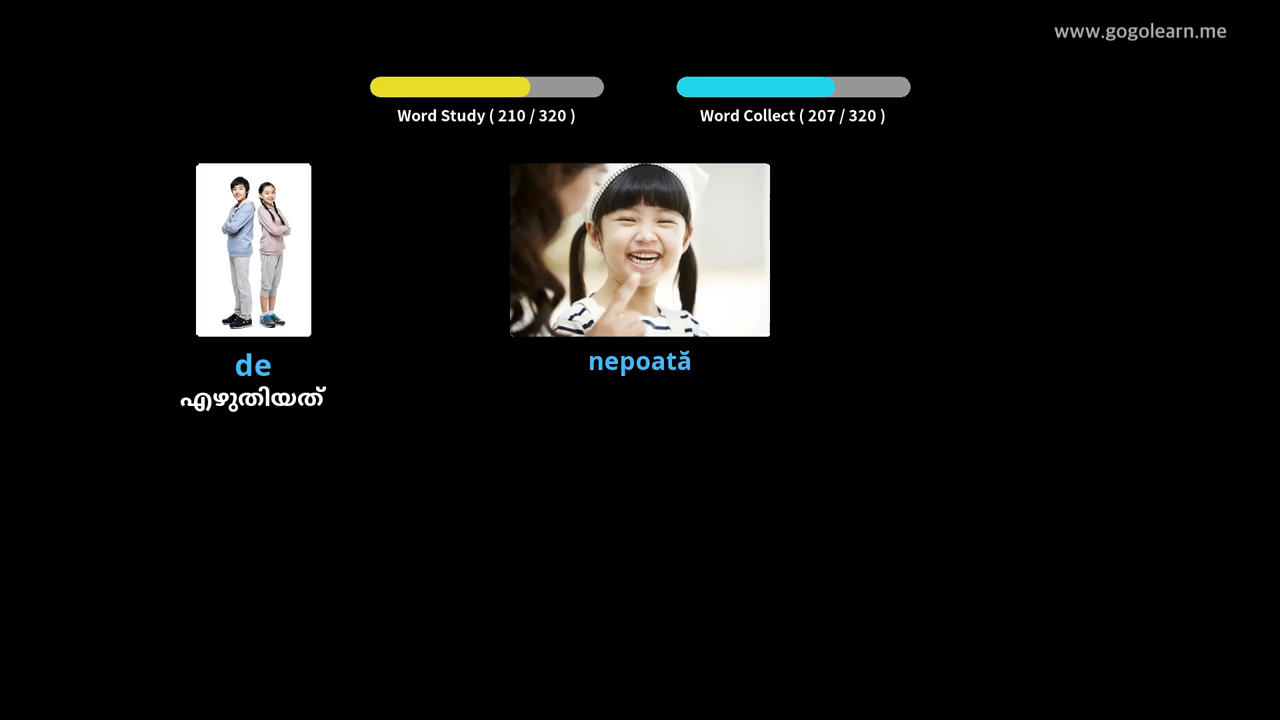 www.gogolearn.me
Word Study ( 210 / 320 )
Word Collect ( 207 / 320 )
de
എഴുതിയത്
nepoată